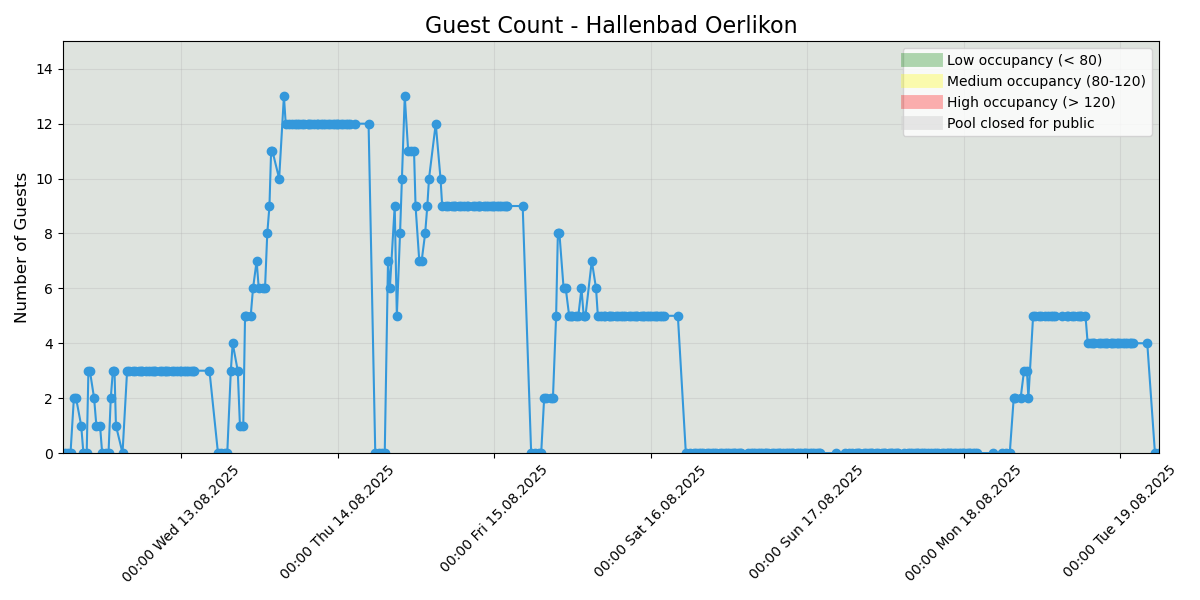 Guest Count - Hallenbad Oerlikon
Low occupancy (< 80)
Medium occupancy (80-120)
High occupancy (> 120)
Pool closed for public
Number of Guests
14
12
10
8
6
4
2
0
00:00 Wed 13.08.2025
00:00 Thu 14.08.2025
00:00 Fri 15.08.2025
00:00 Sat 16.08.2025
00:00 Sun 17.08.2025
00:00 Mon 18.08.2025
00:00 Tue 19.08.2025